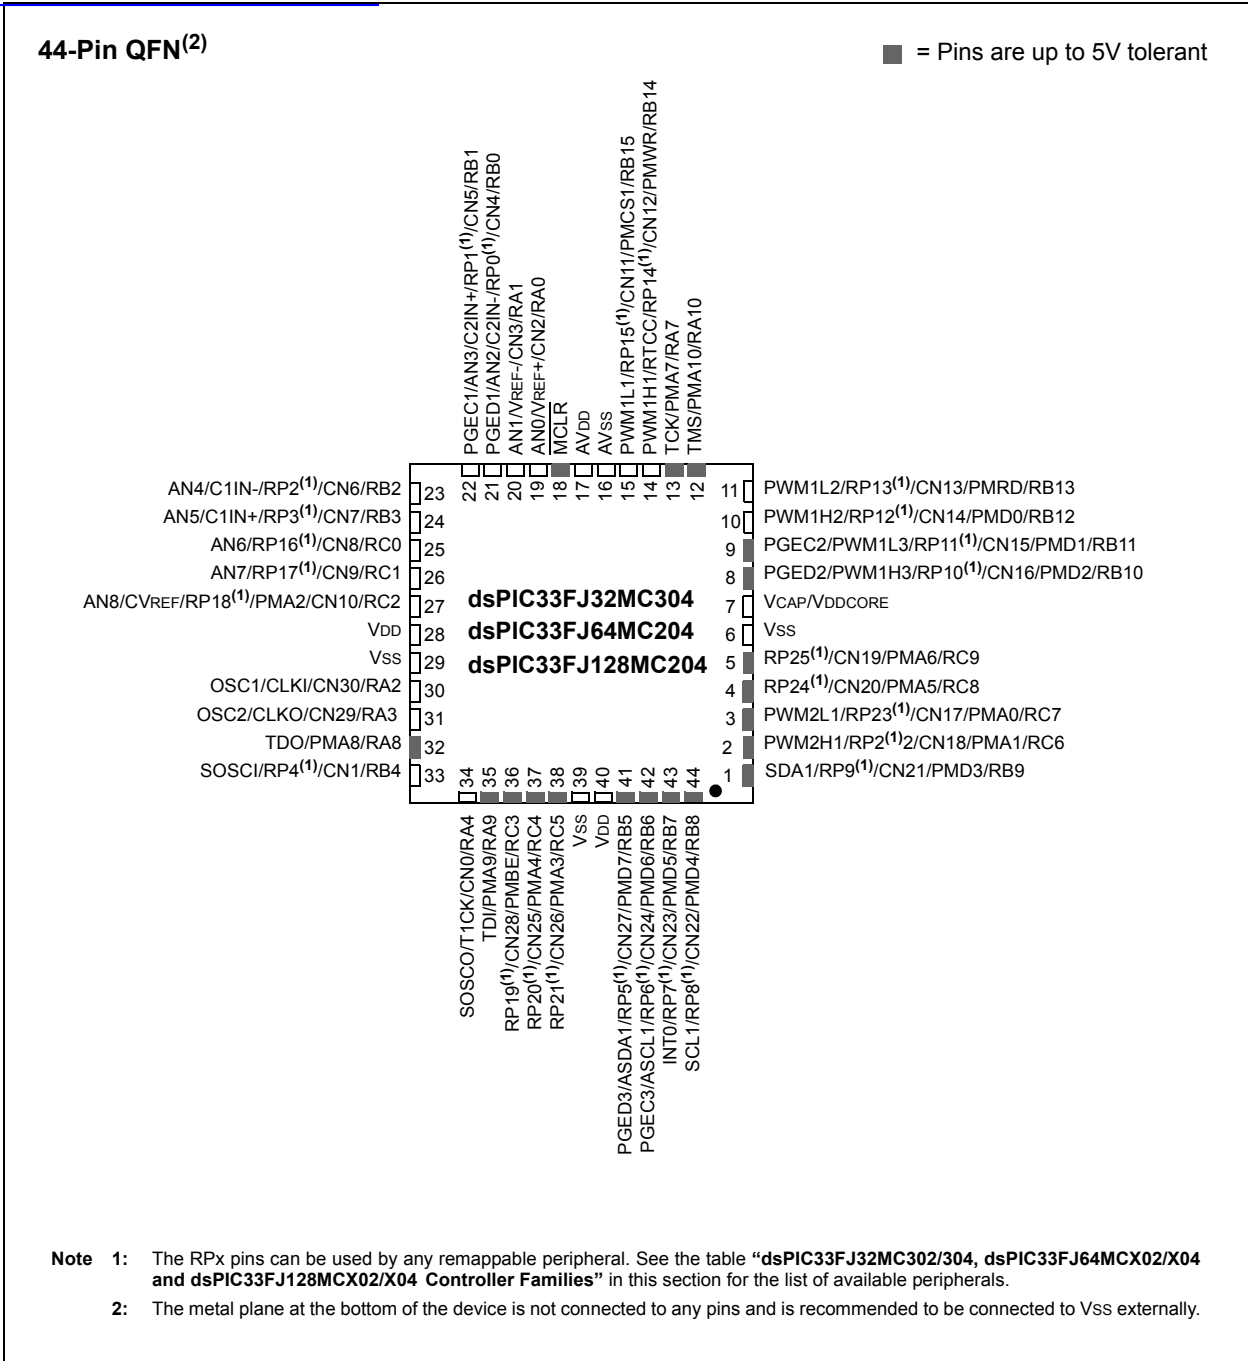 44-Pin QFN(2)
= Pins are up to 5V tolerant
PGEC1/AN3/C2IN+/RP1(1)/CN5/RB1
PGED1/AN2/C2IN-/RP0(1)/CN4/RB0
AN1/VREF-/CN3/RA1
AN0/VREF+/CN2/RA0
MCLR
AVDD
AVSS
PWM1L1/RP15(1)/CN11/PMCS1/RB15
PWM1H1/RTCC/RP14(1)/CN12/PMWR/RB14
TCK/PMA7/RA7
TMS/PMA10/RA10
22 21 20 19 18 17 16 15 14 13 12
AN4/C1IN-/RP2(1)/CN6/RB2 23
AN5/C1IN+/RP3(1)/CN7/RB3 24
AN6/RP16(1)/CN8/RC0 25
AN7/RP17(1)/CN9/RC1 26
AN8/CVREF/RP18(1)/PMA2/CN10/RC2 27
VDD 28
VSS 29
OSC1/CLKI/CN30/RA2 30
OSC2/CLKO/CN29/RA3 31
TDO/PMA8/RA8 32
SOSCI/RP4(1)/CN1/RB4 33
dsPIC33FJ32MC304
dsPIC33FJ64MC204
dsPIC33FJ128MC204
11 PWM1L2/RP13(1)/CN13/PMRD/RB13
10 PWM1H2/RP12(1)/CN14/PMD0/RB12
9 PGEC2/PWM1L3/RP11(1)/CN15/PMD1/RB11
8 PGED2/PWM1H3/RP10(1)/CN16/PMD2/RB10
7 VCAP/VDDCORE
6 VSS
5 RP25(1)/CN19/PMA6/RC9
4 RP24(1)/CN20/PMA5/RC8
3 PWM2L1/RP23(1)/CN17/PMA0/RC7
2 PWM2H1/RP2(1)2/CN18/PMA1/RC6
1 SDA1/RP9(1)/CN21/PMD3/RB9
34 35 36 37 38 39 40 41 42 43 44
SOSCO/T1CK/CN0/RA4
TDI/PMA9/RA9
RP19(1)/CN28/PMBE/RC3
RP20(1)/CN25/PMA4/RC4
RP21(1)/CN26/PMA3/RC5
VSS
VDD
PGED3/ASDA1/RP5(1)/CN27/PMD7/RB5
PGEC3/ASCL1/RP6(1)/CN24/PMD6/RB6
INT0/RP7(1)/CN23/PMD5/RB7
SCL1/RP8(1)/CN22/PMD4/RB8
Note 1: The RPx pins can be used by any remappable peripheral. See the table “dsPIC33FJ32MC302/304, dsPIC33FJ64MCX02/X04
and dsPIC33FJ128MCX02/X04 Controller Families” in this section for the list of available peripherals.
2: The metal plane at the bottom of the device is not connected to any pins and is recommended to be connected to VSS externally.